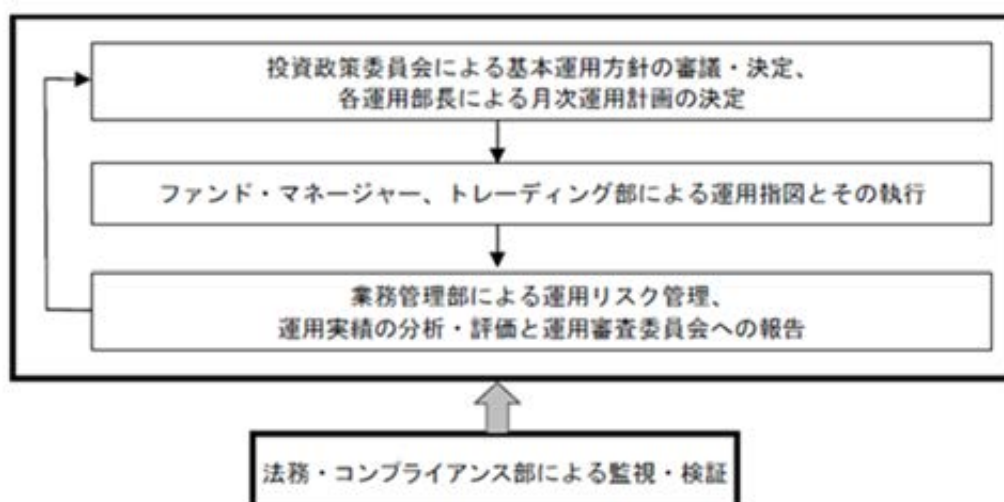 投資政策委員会による基本運用方針の審議・決定、
各運用部長による月次運用計画の決定
ファンド・マネージャー、トレーディング部による運用指図とその執行
業務管理部による運用リスク管理、
運用実績の分析・評価と運用審査委員会への報告
法務・コンプライアンス部による監視・検証